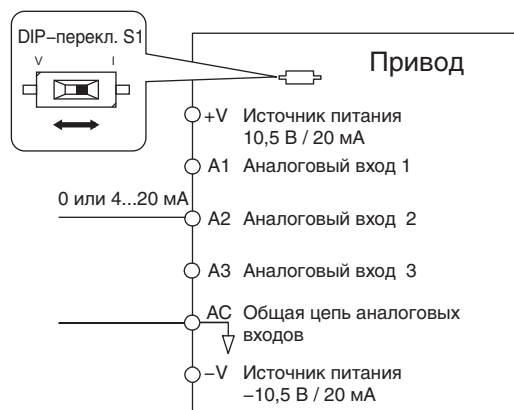 DIP–перекл. S1
V I
Привод
+V Источник питания
10,5 В / 20 мА
A1 Аналоговый вход 1
0 или 4...20 мА
A2 Аналоговый вход 2
A3 Аналоговый вход 3
AC Общая цепь аналоговых
входов
–V Источник питания
–10,5 В / 20 мА